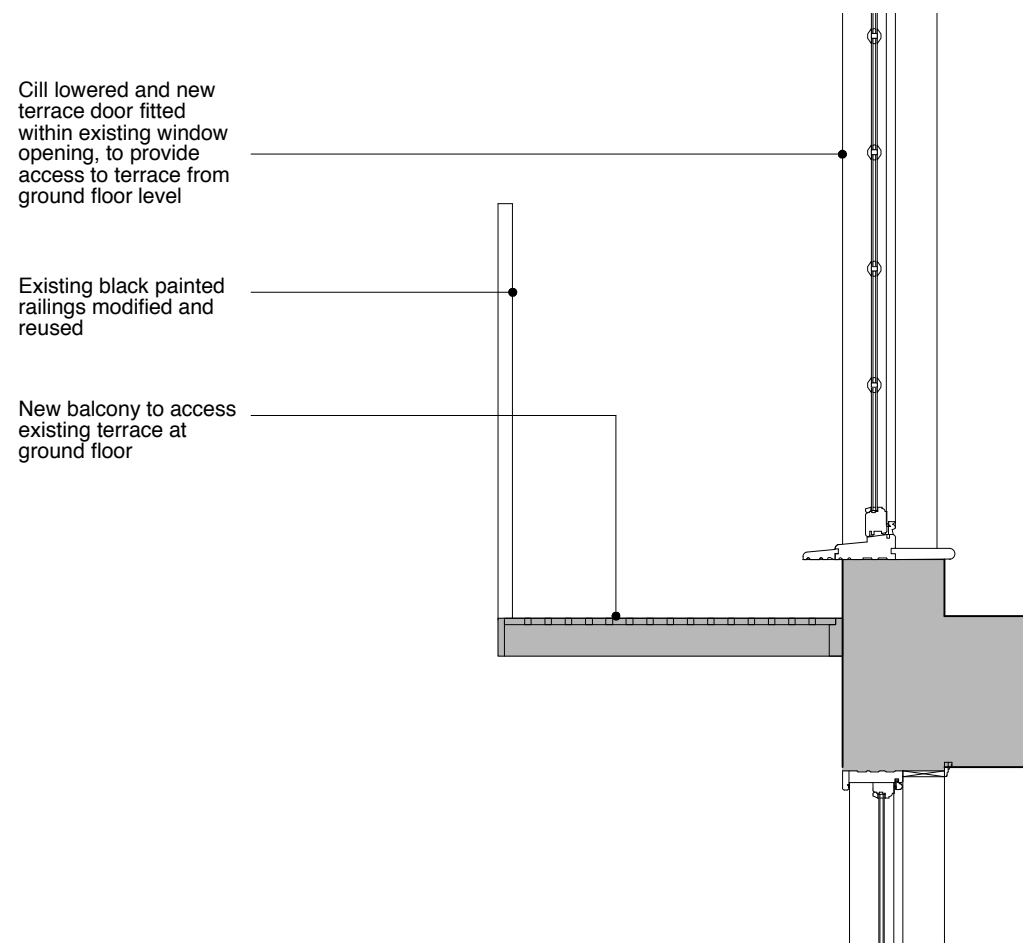 Cill lowered and new
terrace door fitted
within existing window
opening, to provide
access to terrace from
ground floor level
Existing black painted
railings modified and
reused
New balcony to access
existing terrace at
ground floor